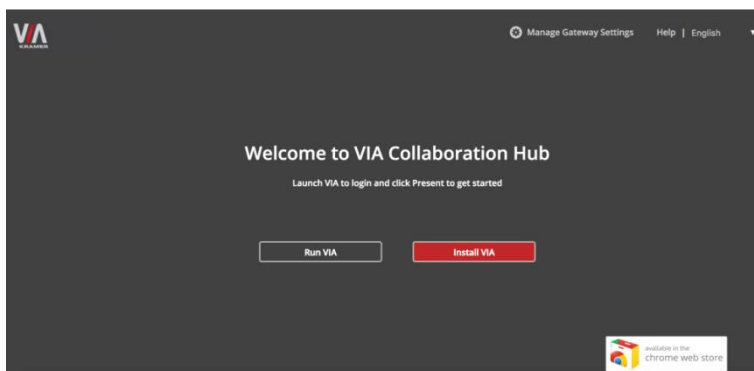 VIA
KRAMER
Manage Gateway Settings Help | English
Welcome to VIA Collaboration Hub
Launch VIA to login and click Present to get started
Run VIA Install VIA
available in the
chrome web store